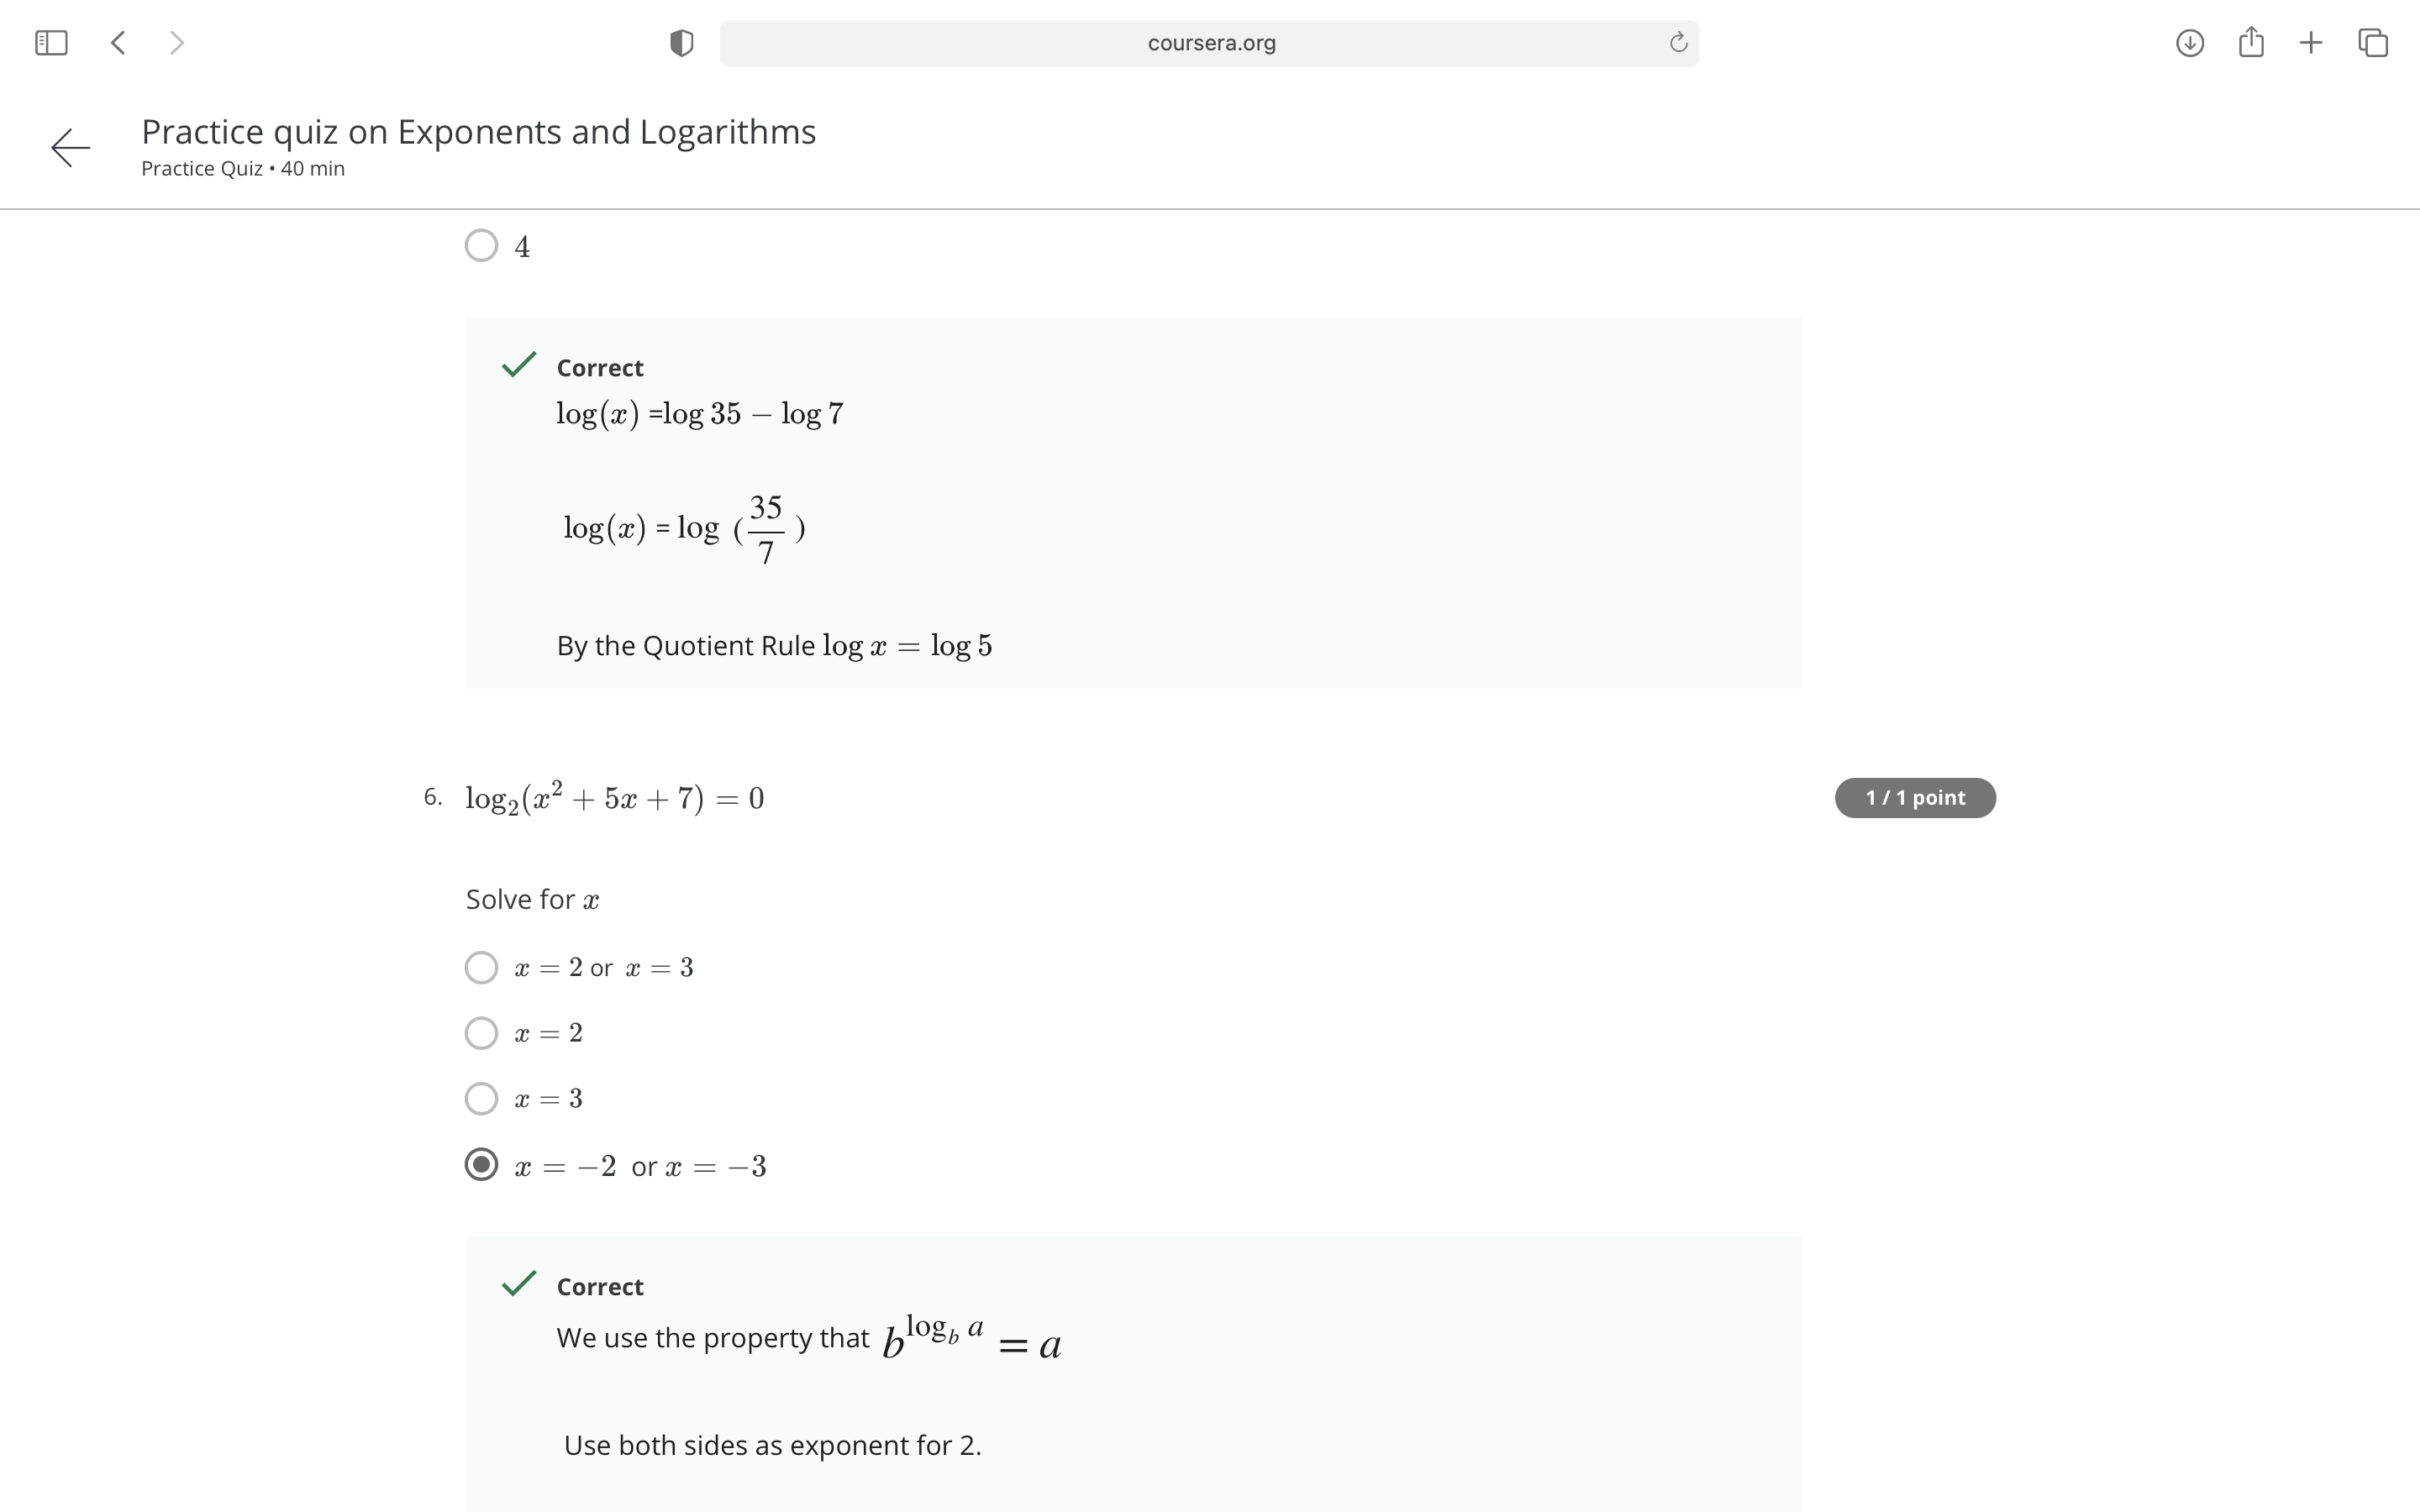 coursera.org
Practice quiz on Exponents and Logarithms
Practice Quiz • 40 min
4
Correct
log(x) =log 35 − log 7
log(x) = log (35/7)
By the Quotient Rule log x = log 5
6. log₂(x² + 5x + 7) = 0
1 / 1 point
Solve for x
x = 2 or x = 3
x = 2
x = 3
x = −2 or x = −3
Correct
We use the property that b^(log_b a) = a
Use both sides as exponent for 2.